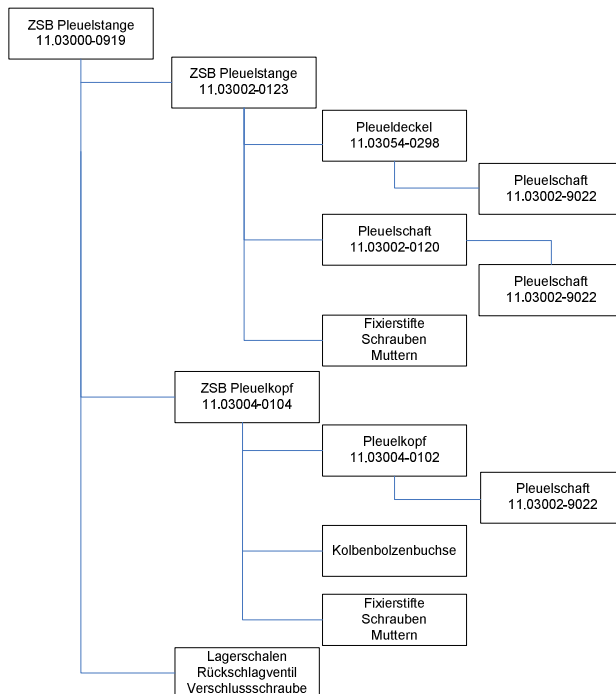 ZSB Pleuelstange
11.03000-0919
ZSB Pleuelstange
11.03002-0123
Pleueldeckel
11.03054-0298
Pleuelschaft
11.03002-9022
Pleuelschaft
11.03002-0120
Pleuelschaft
11.03002-9022
Fixierstifte
Schrauben
Muttern
ZSB Pleuelkopf
11.03004-0104
Pleuelkopf
11.03004-0102
Pleuelschaft
11.03002-9022
Kolbenbolzenbuchse
Fixierstifte
Schrauben
Muttern
Lagerschalen
Rückschlagventil
Verschlussschraube